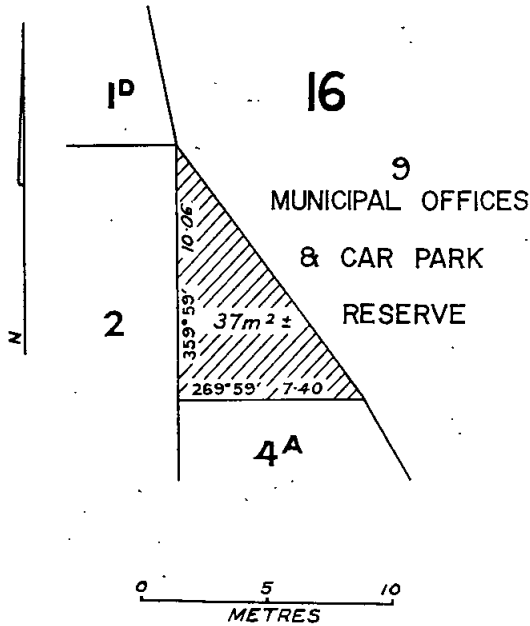 1D
16
9
MUNICIPAL OFFICES
& CAR PARK
RESERVE
N
2
359°59'
10·06
37m² ±
269°59' 7·40
4A
0 5 10
METRES